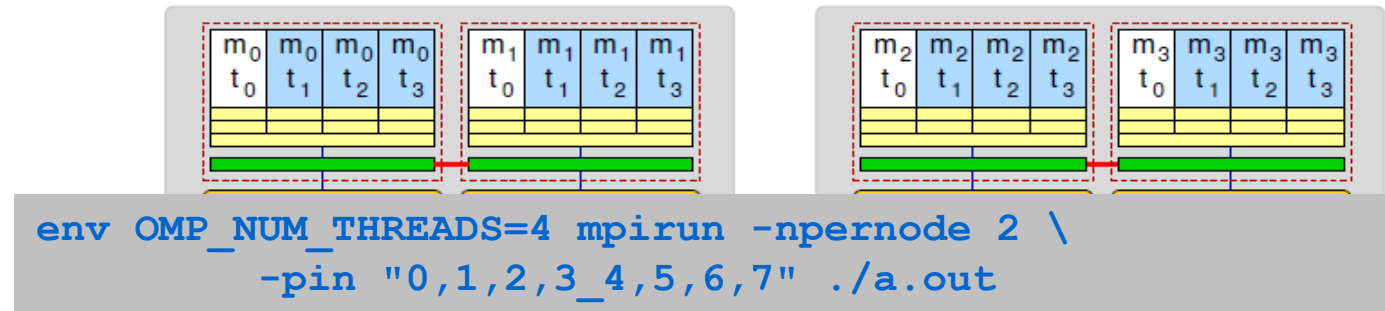 m0 m0 m0 m0 m1 m1 m1 m1 m2 m2 m2 m2 m3 m3 m3 m3
t0 t1 t2 t3 t0 t1 t2 t3 t0 t1 t2 t3 t0 t1 t2 t3
env OMP_NUM_THREADS=4 mpirun -npernode 2 \
-pin "0,1,2,3_4,5,6,7" ./a.out